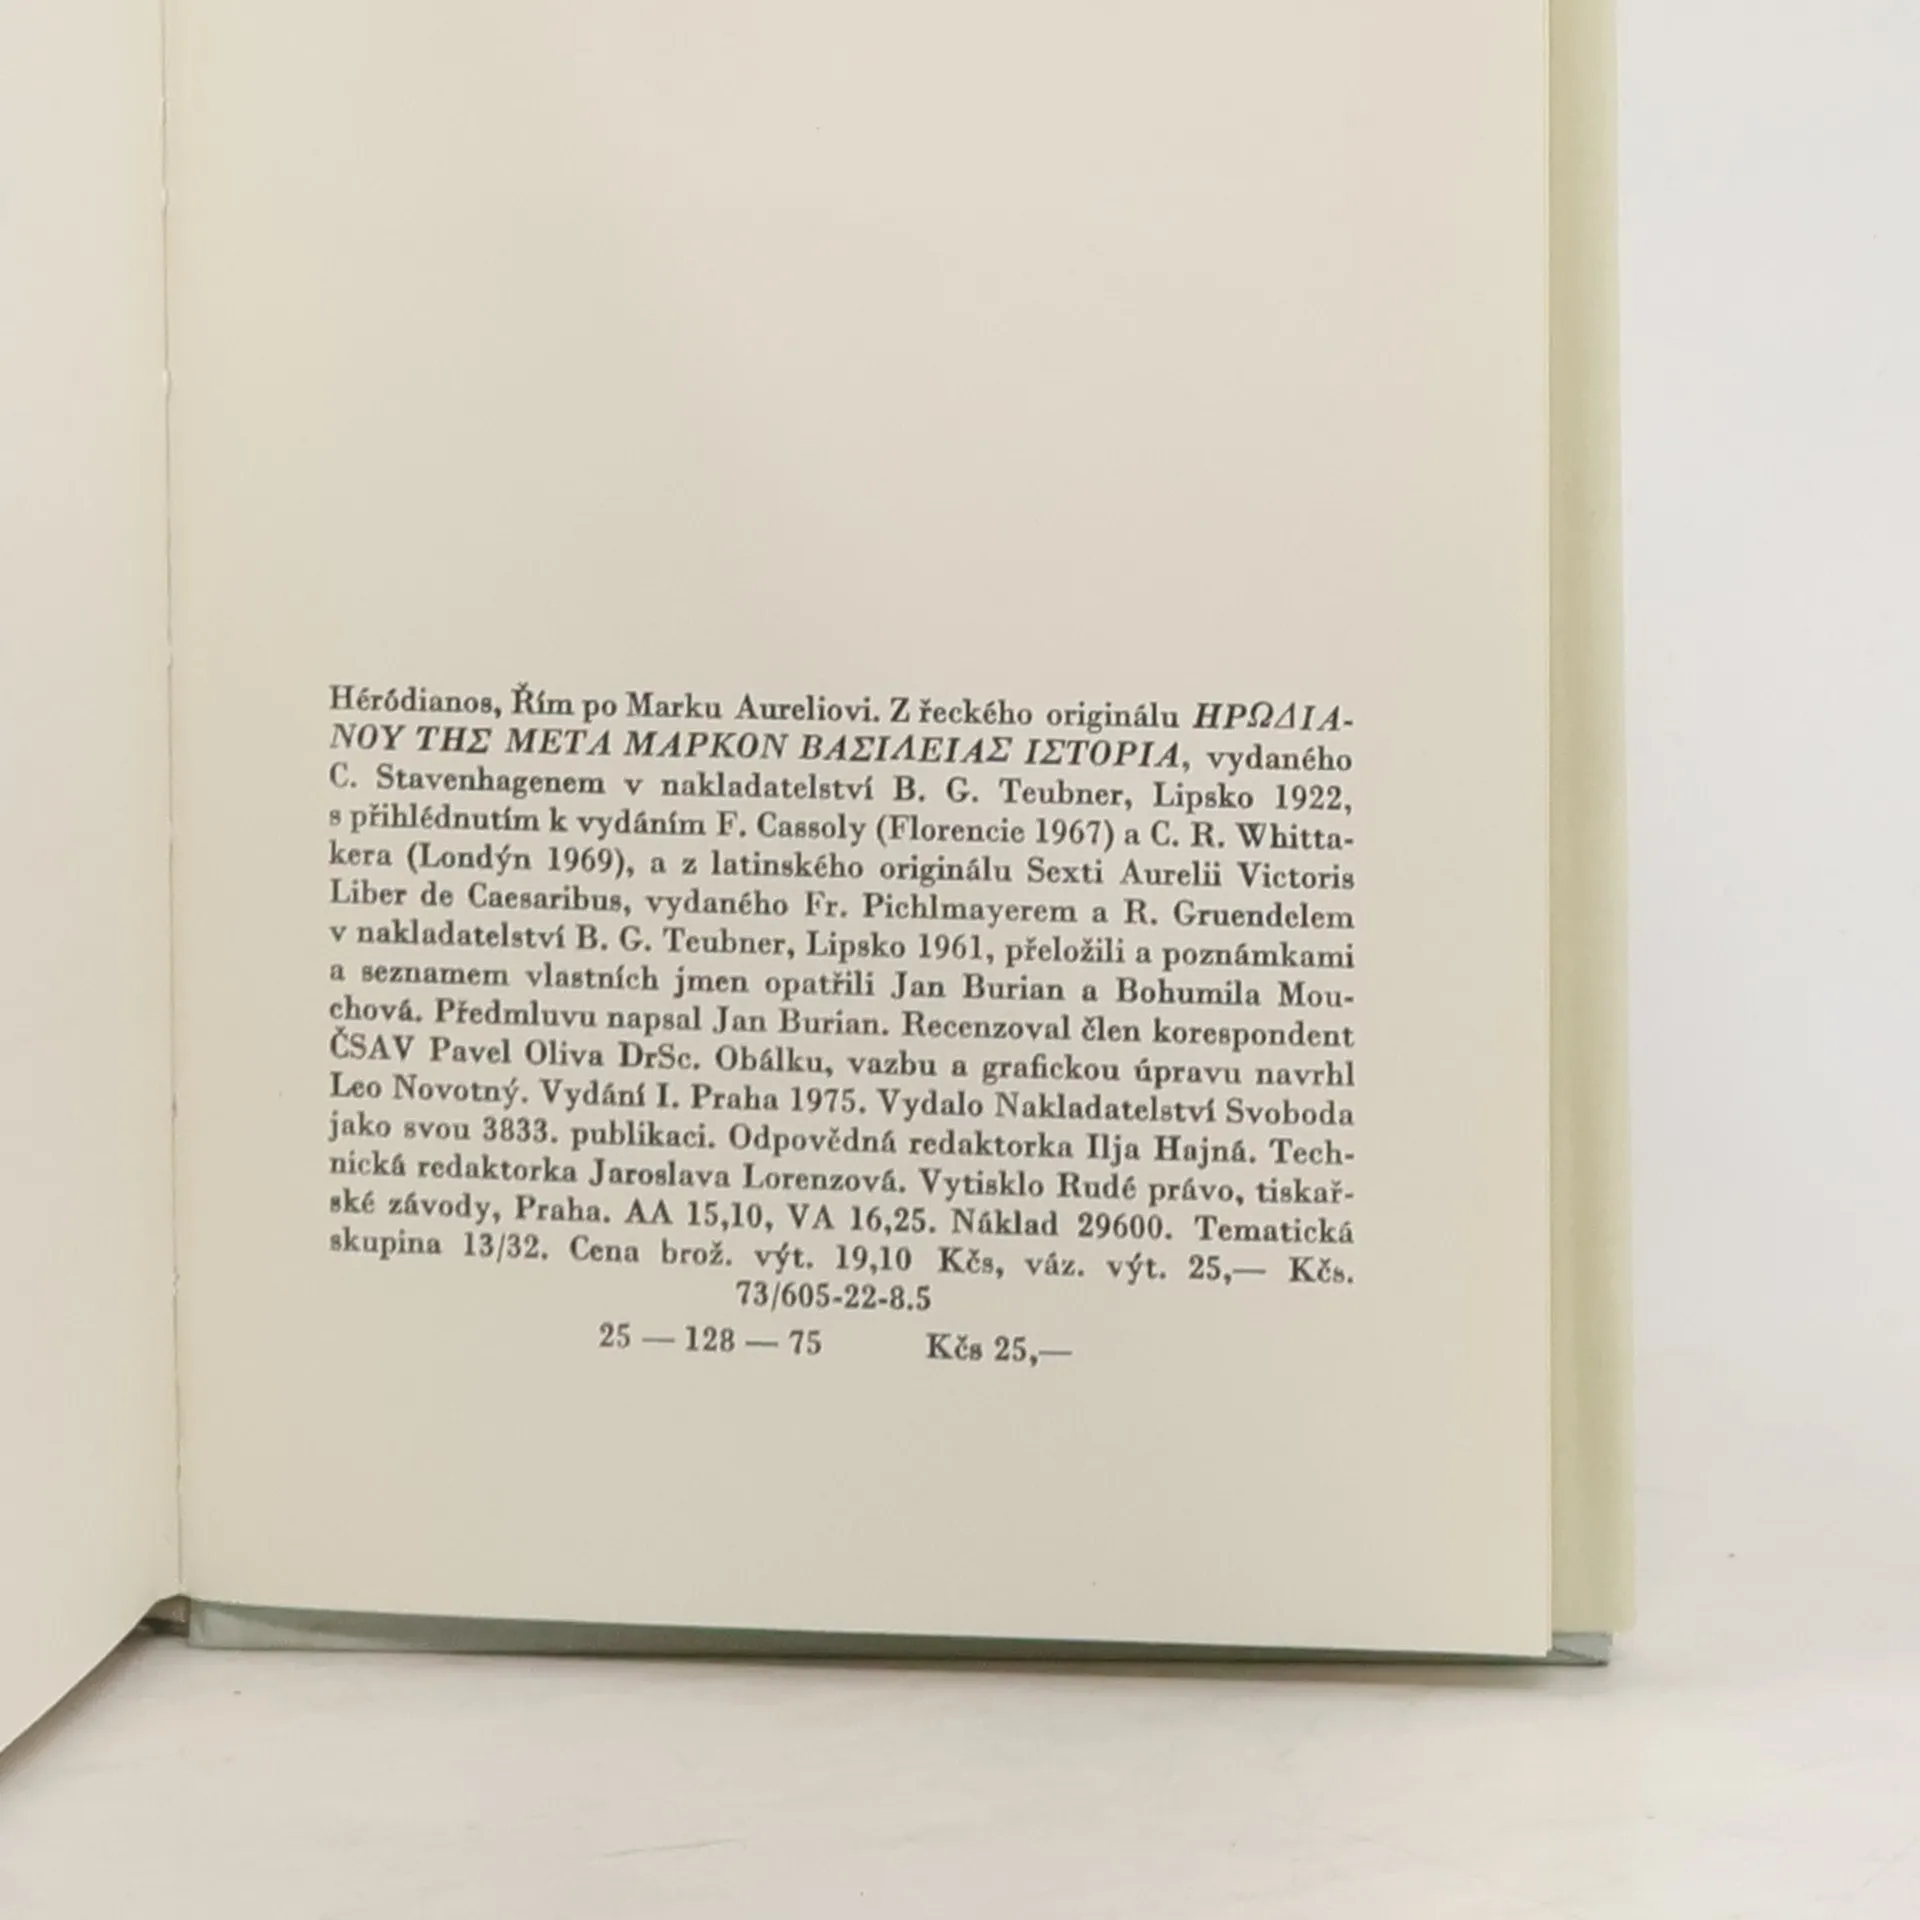 Héródianos, Řím po Marku Aureliovi. Z řeckého originálu ΗΡΩΔΙΑ-
ΝΟΥ ΤΗΣ ΜΕΤΑ ΜΑΡΚΟΝ ΒΑΣΙΛΕΙΑΣ ΙΣΤΟΡΙΑ, vydaného
C. Stavenhagenem v nakladatelství B. G. Teubner, Lipsko 1922,
s přihlédnutím k vydáním F. Cassoly (Florencie 1967) a C. R. Whitta-
kera (Londýn 1969), a z latinského originálu Sexti Aurelii Victoris
Liber de Caesaribus, vydaného Fr. Pichlmayerem a R. Gruendelem
v nakladatelství B. G. Teubner, Lipsko 1961, přeložili a poznámkami
a seznamem vlastních jmen opatřili Jan Burian a Bohumila Mou-
chová. Předmluvu napsal Jan Burian. Recenzoval člen korespondent
ČSAV Pavel Oliva DrSc. Obálku, vazbu a grafickou úpravu navrhl
Leo Novotný. Vydání I. Praha 1975. Vydalo Nakladatelství Svoboda
jako svou 3833. publikaci. Odpovědná redaktorka Ilja Hajná. Tech-
nická redaktorka Jaroslava Lorenzová. Vytisklo Rudé právo, tiskař-
ské závody, Praha. AA 15,10, VA 16,25. Náklad 29600. Tematická
skupina 13/32. Cena brož. výt. 19,10 Kčs, váz. výt. 25,— Kčs.
73/605-22-8.5
25 — 128 — 75 Kčs 25,—